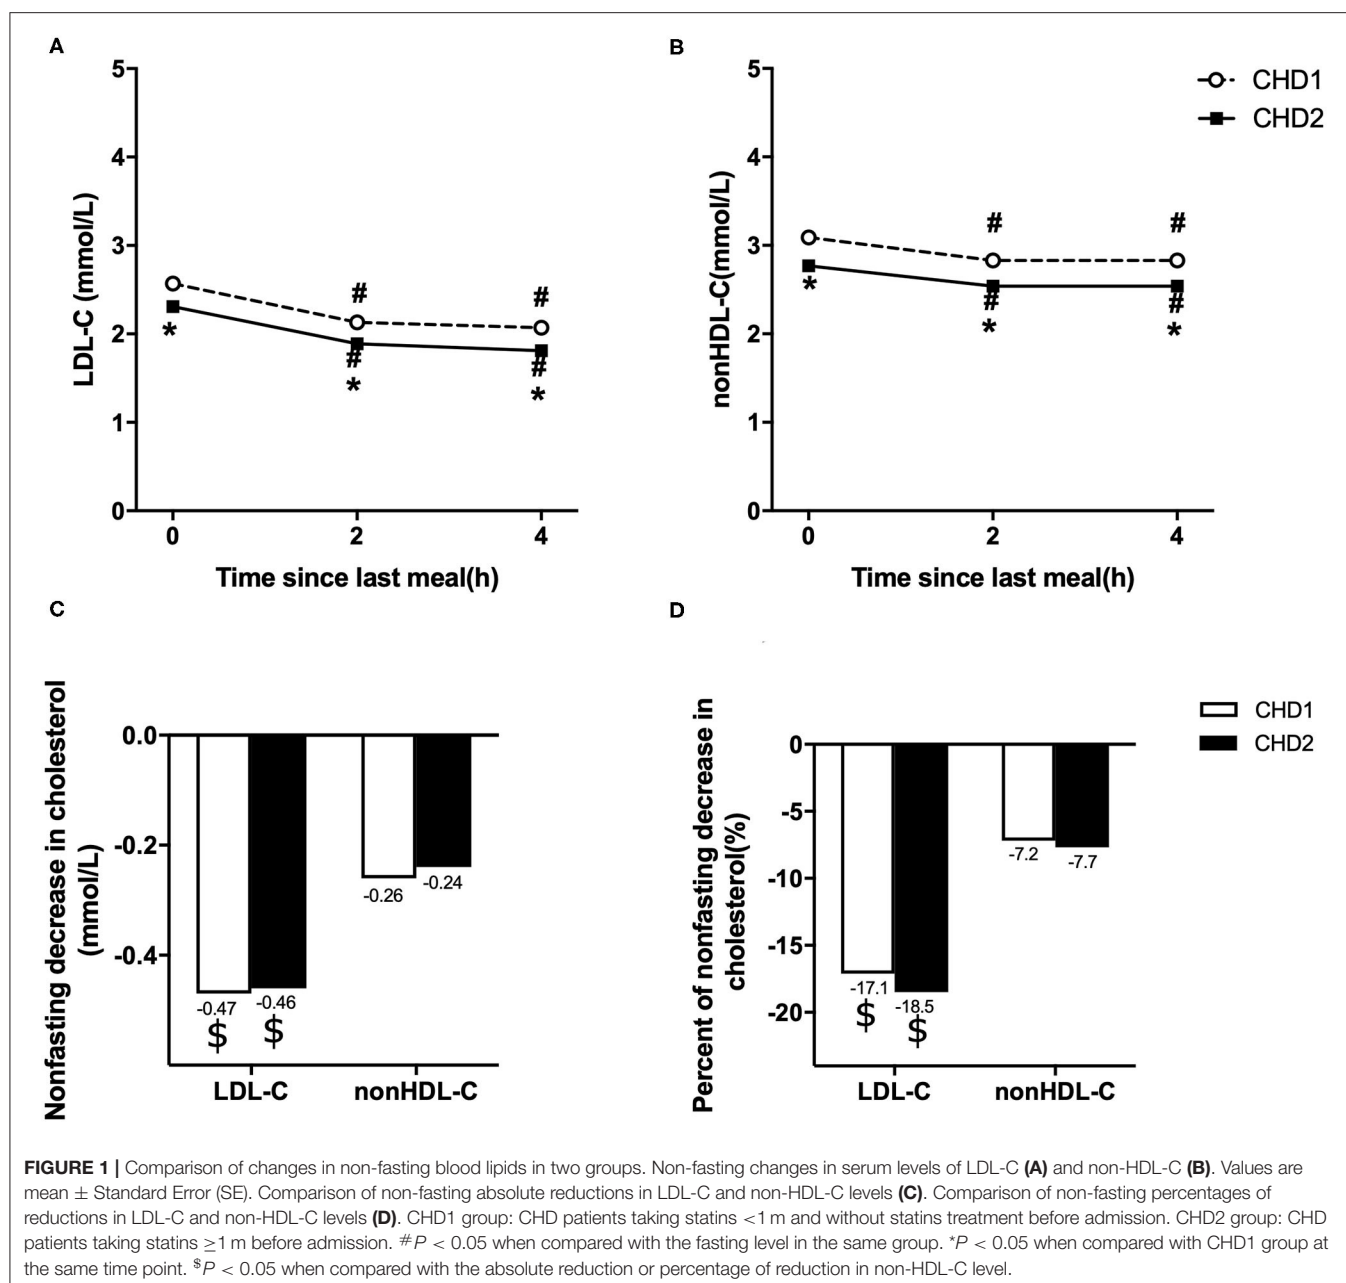 A
B
CHD1
CHD2
LDL-C (mmol/L)
5
4
3
2
1
0
#
#
*
#
*
#
*
0
2
4
Time since last meal(h)
nonHDL-C(mmol/L)
5
4
3
2
1
0
#
#
*
#
*
#
*
0
2
4
Time since last meal(h)
C
D
Nonfasting decrease in cholesterol
(mmol/L)
0.0
-0.2
-0.4
-0.47
-0.46
-0.26
-0.24
$
$
LDL-C
nonHDL-C
Percent of nonfasting decrease in
cholesterol(%)
0
-5
-10
-15
-20
-17.1
-18.5
-7.2
-7.7
$
$
LDL-C
nonHDL-C
CHD1
CHD2
FIGURE 1 | Comparison of changes in non-fasting blood lipids in two groups. Non-fasting changes in serum levels of LDL-C (A) and non-HDL-C (B). Values are
mean ± Standard Error (SE). Comparison of non-fasting absolute reductions in LDL-C and non-HDL-C levels (C). Comparison of non-fasting percentages of
reductions in LDL-C and non-HDL-C levels (D). CHD1 group: CHD patients taking statins <1 m and without statins treatment before admission. CHD2 group: CHD
patients taking statins ≥1 m before admission. #P < 0.05 when compared with the fasting level in the same group. *P < 0.05 when compared with CHD1 group at
the same time point. $P < 0.05 when compared with the absolute reduction or percentage of reduction in non-HDL-C level.